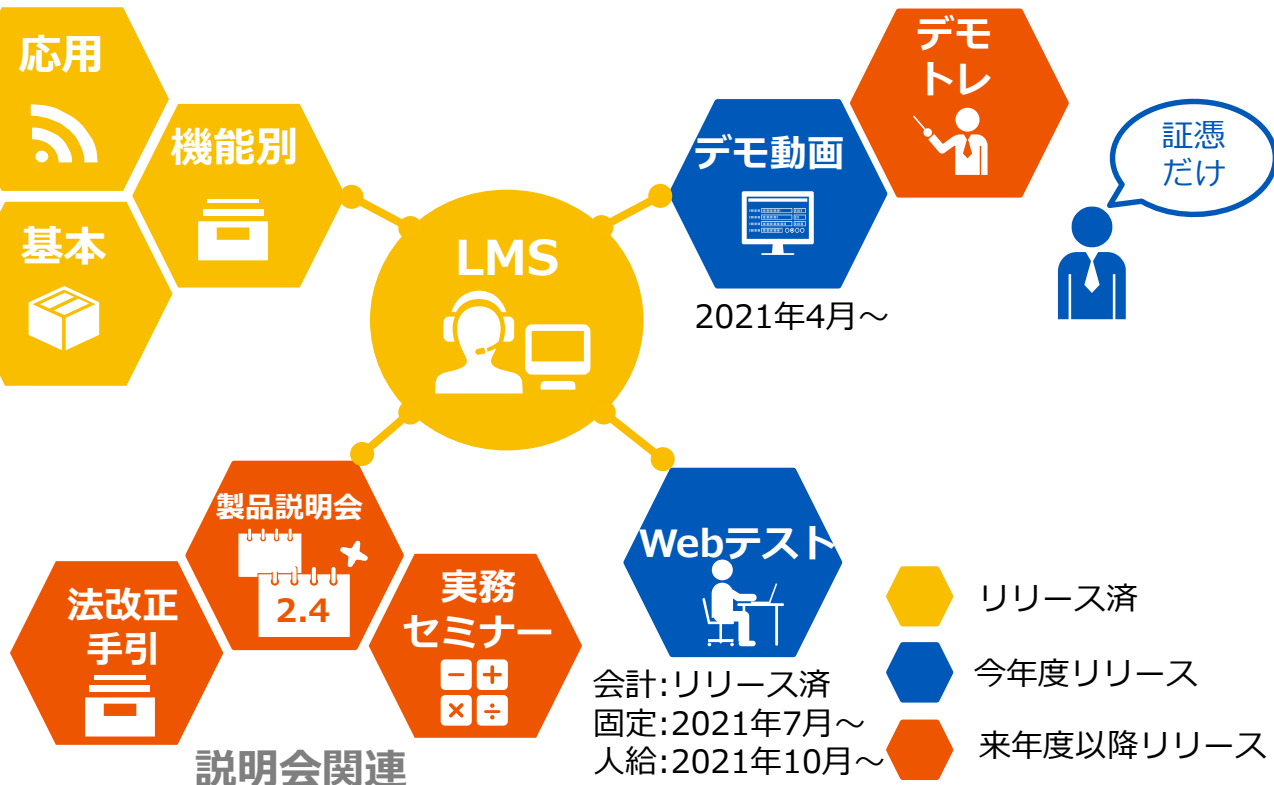 応用
機能別
基本
LMS
デモ
トレ
デモ動画
2021年4月～
証憑
だけ
製品説明会
2.4
法改正
手引
実務
セミナー
説明会関連
Webテスト
会計:リリース済
固定:2021年7月～
人給:2021年10月～
リリース済
今年度リリース
来年度以降リリース